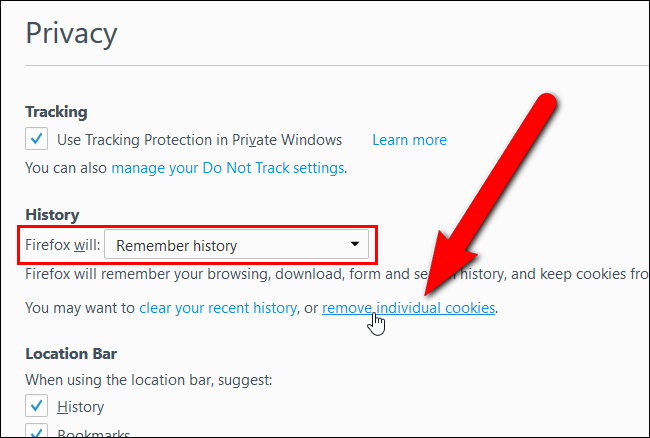 Privacy
Tracking
Use Tracking Protection in Private Windows Learn more
You can also manage your Do Not Track settings.
History
Firefox will: Remember history
Firefox will remember your browsing, download, form and history, and keep cookies fro
You may want to clear your recent history, or remove individual cookies.
Location Bar
When using the location bar, suggest:
History
Bookmarks